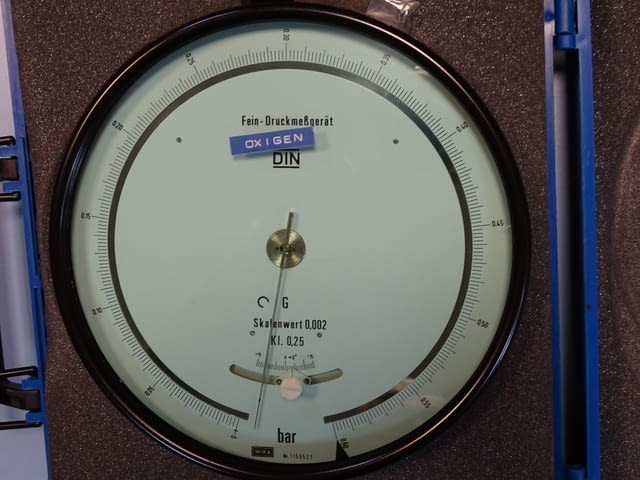 0.30
0.25
0.35
0.20
0.40
0.15
0.45
0.10
0.50
0.05
0.55
0
0.60
Fein-Druckmeßgerät
OXIGEN
DIN
G
Skalenwert 0,002
Kl. 0,25
bar
WIKA